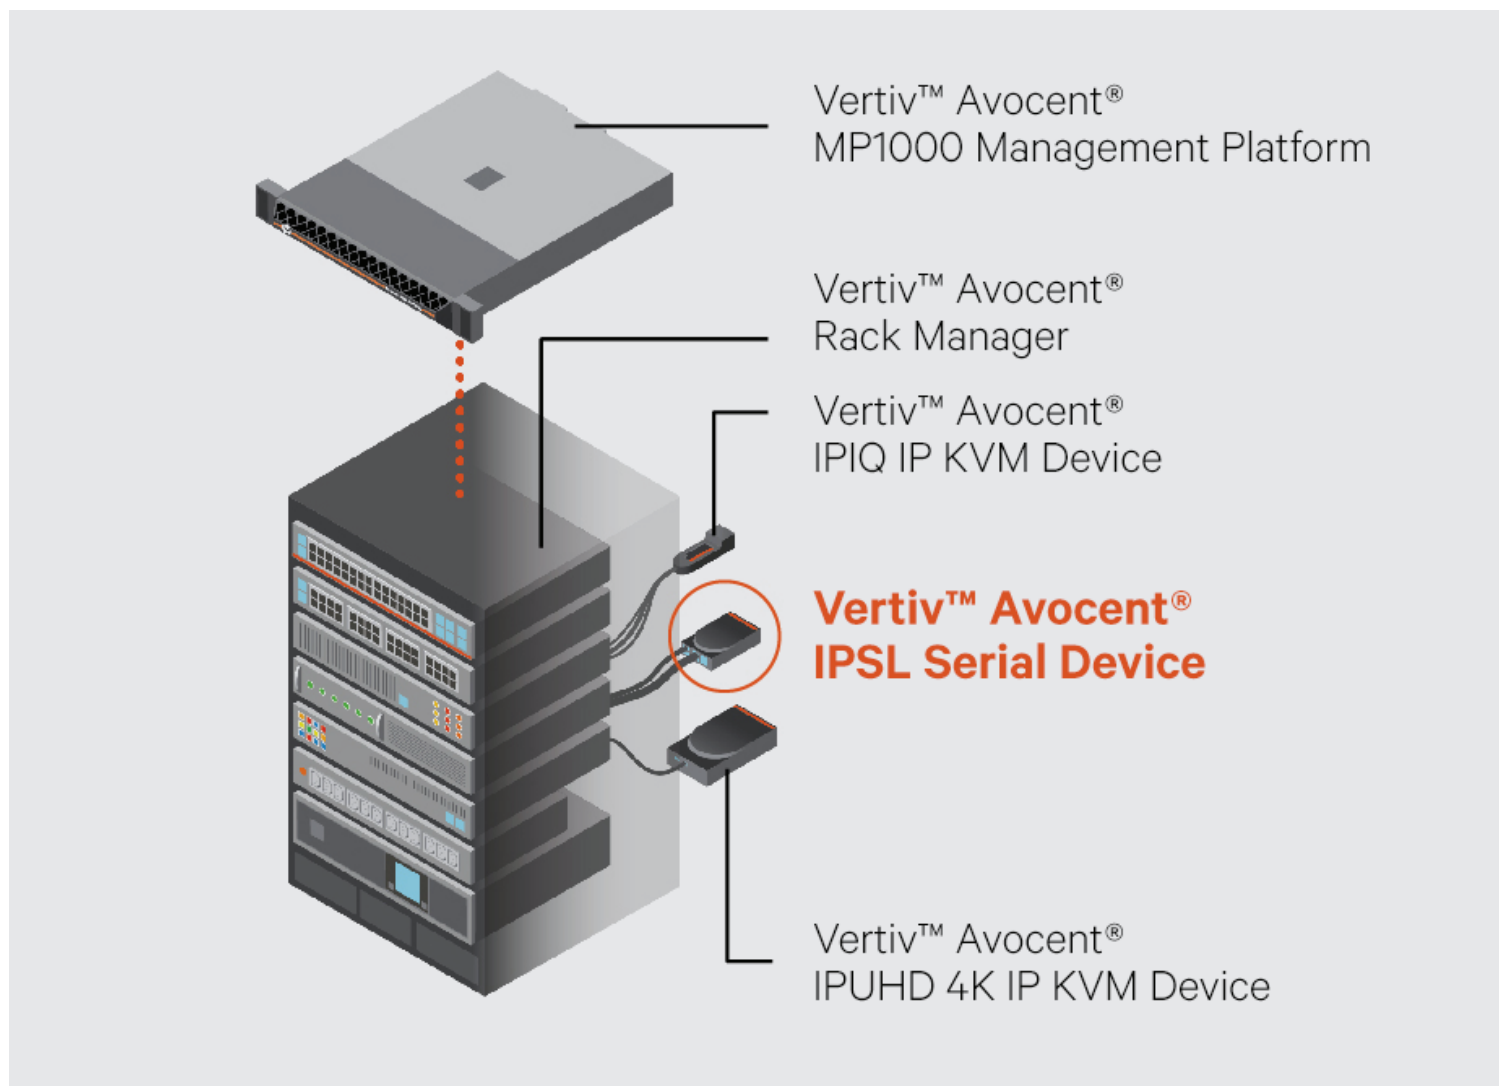 Vertiv™ Avocent®
MP1000 Management Platform
Vertiv™ Avocent®
Rack Manager
Vertiv™ Avocent®
IPIQ IP KVM Device
Vertiv™ Avocent®
IPSL Serial Device
Vertiv™ Avocent®
IPUHD 4K IP KVM Device